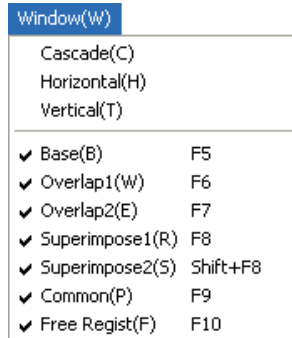 Window(W)
Cascade(C)
Horizontal(H)
Vertical(T)
Base(B) F5
Overlap1(W) F6
Overlap2(E) F7
Superimpose1(R) F8
Superimpose2(S) Shift+F8
Common(P) F9
Free Regist(F) F10